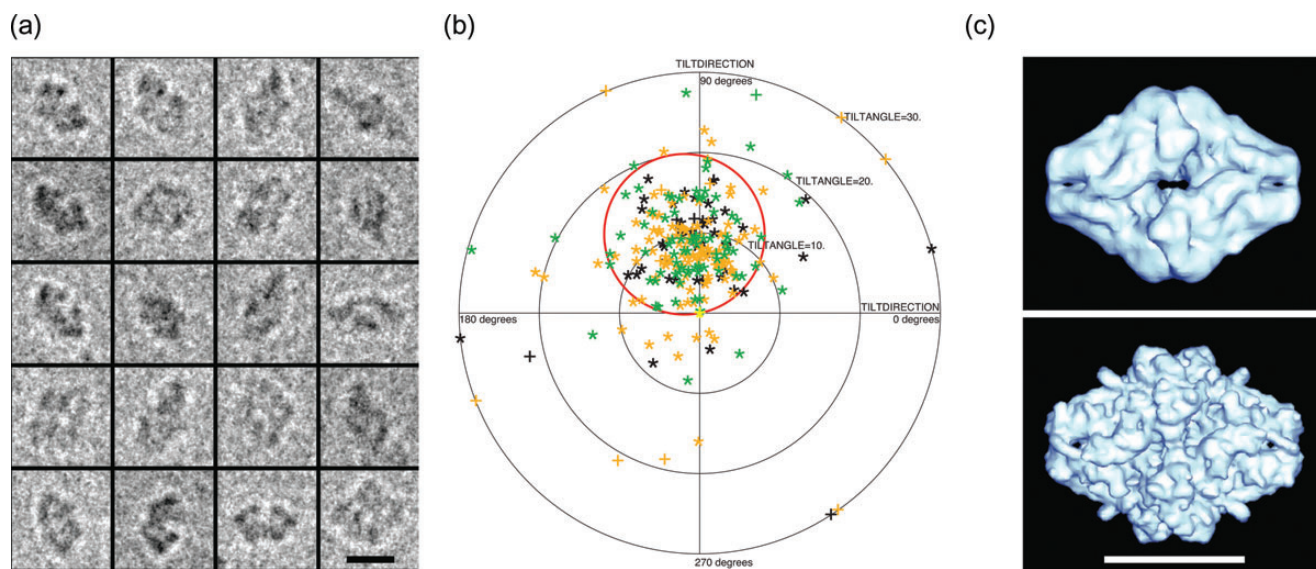 (a)
(b)
(c)
TILTDIRECTION
90 degrees
TILTANGLE=30.
TILTANGLE=20.
TILTANGLE=10.
TILTDIRECTION
180 degrees
0 degrees
270 degrees